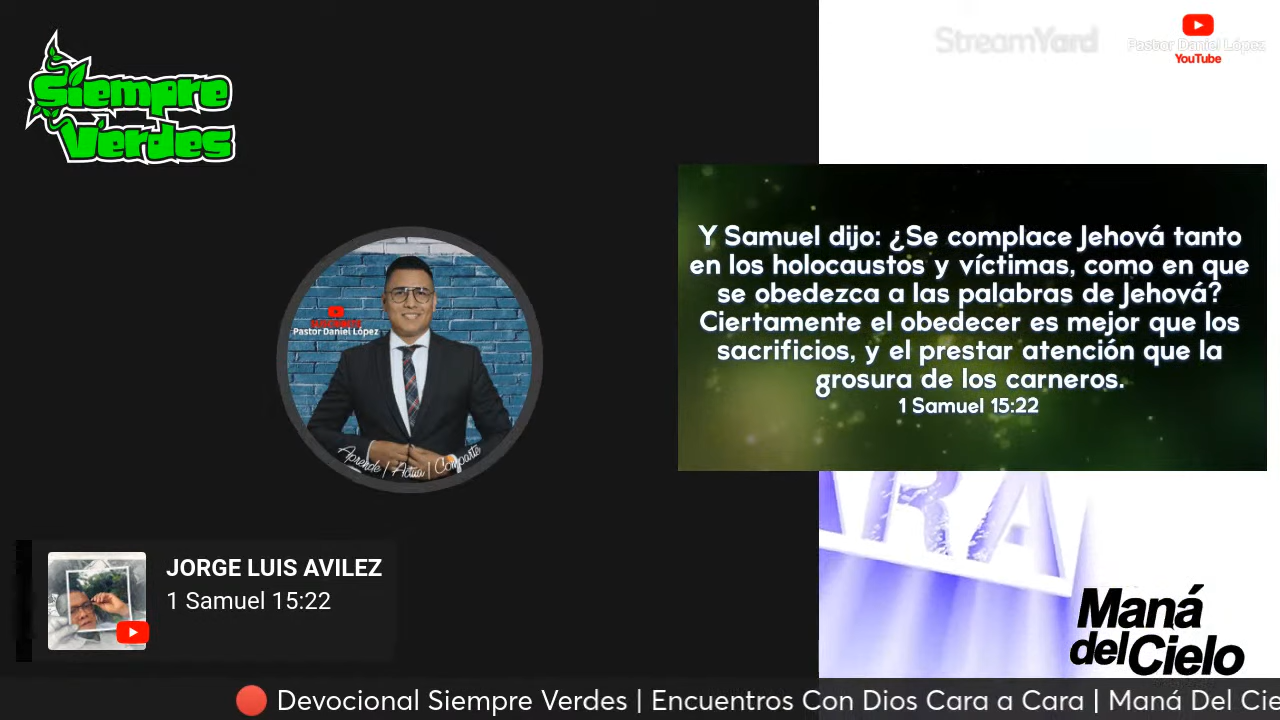 Siempre
Verdes
StreamYard
Pastor Daniel López
YouTube
Y Samuel dijo: ¿Se complace Jehová tanto
en los holocaustos y víctimas, como en que
se obedezca a las palabras de Jehová?
Ciertamente el obedecer es mejor que los
sacrificios, y el prestar atención que la
grosura de los carneros.
1 Samuel 15:22
Pastor Daniel López
Aprende | Actúa | Comparte
JORGE LUIS AVILEZ
1 Samuel 15:22
ARA
Maná
del Cielo
Devocional Siempre Verdes | Encuentros Con Dios Cara a Cara | Maná Del Cie